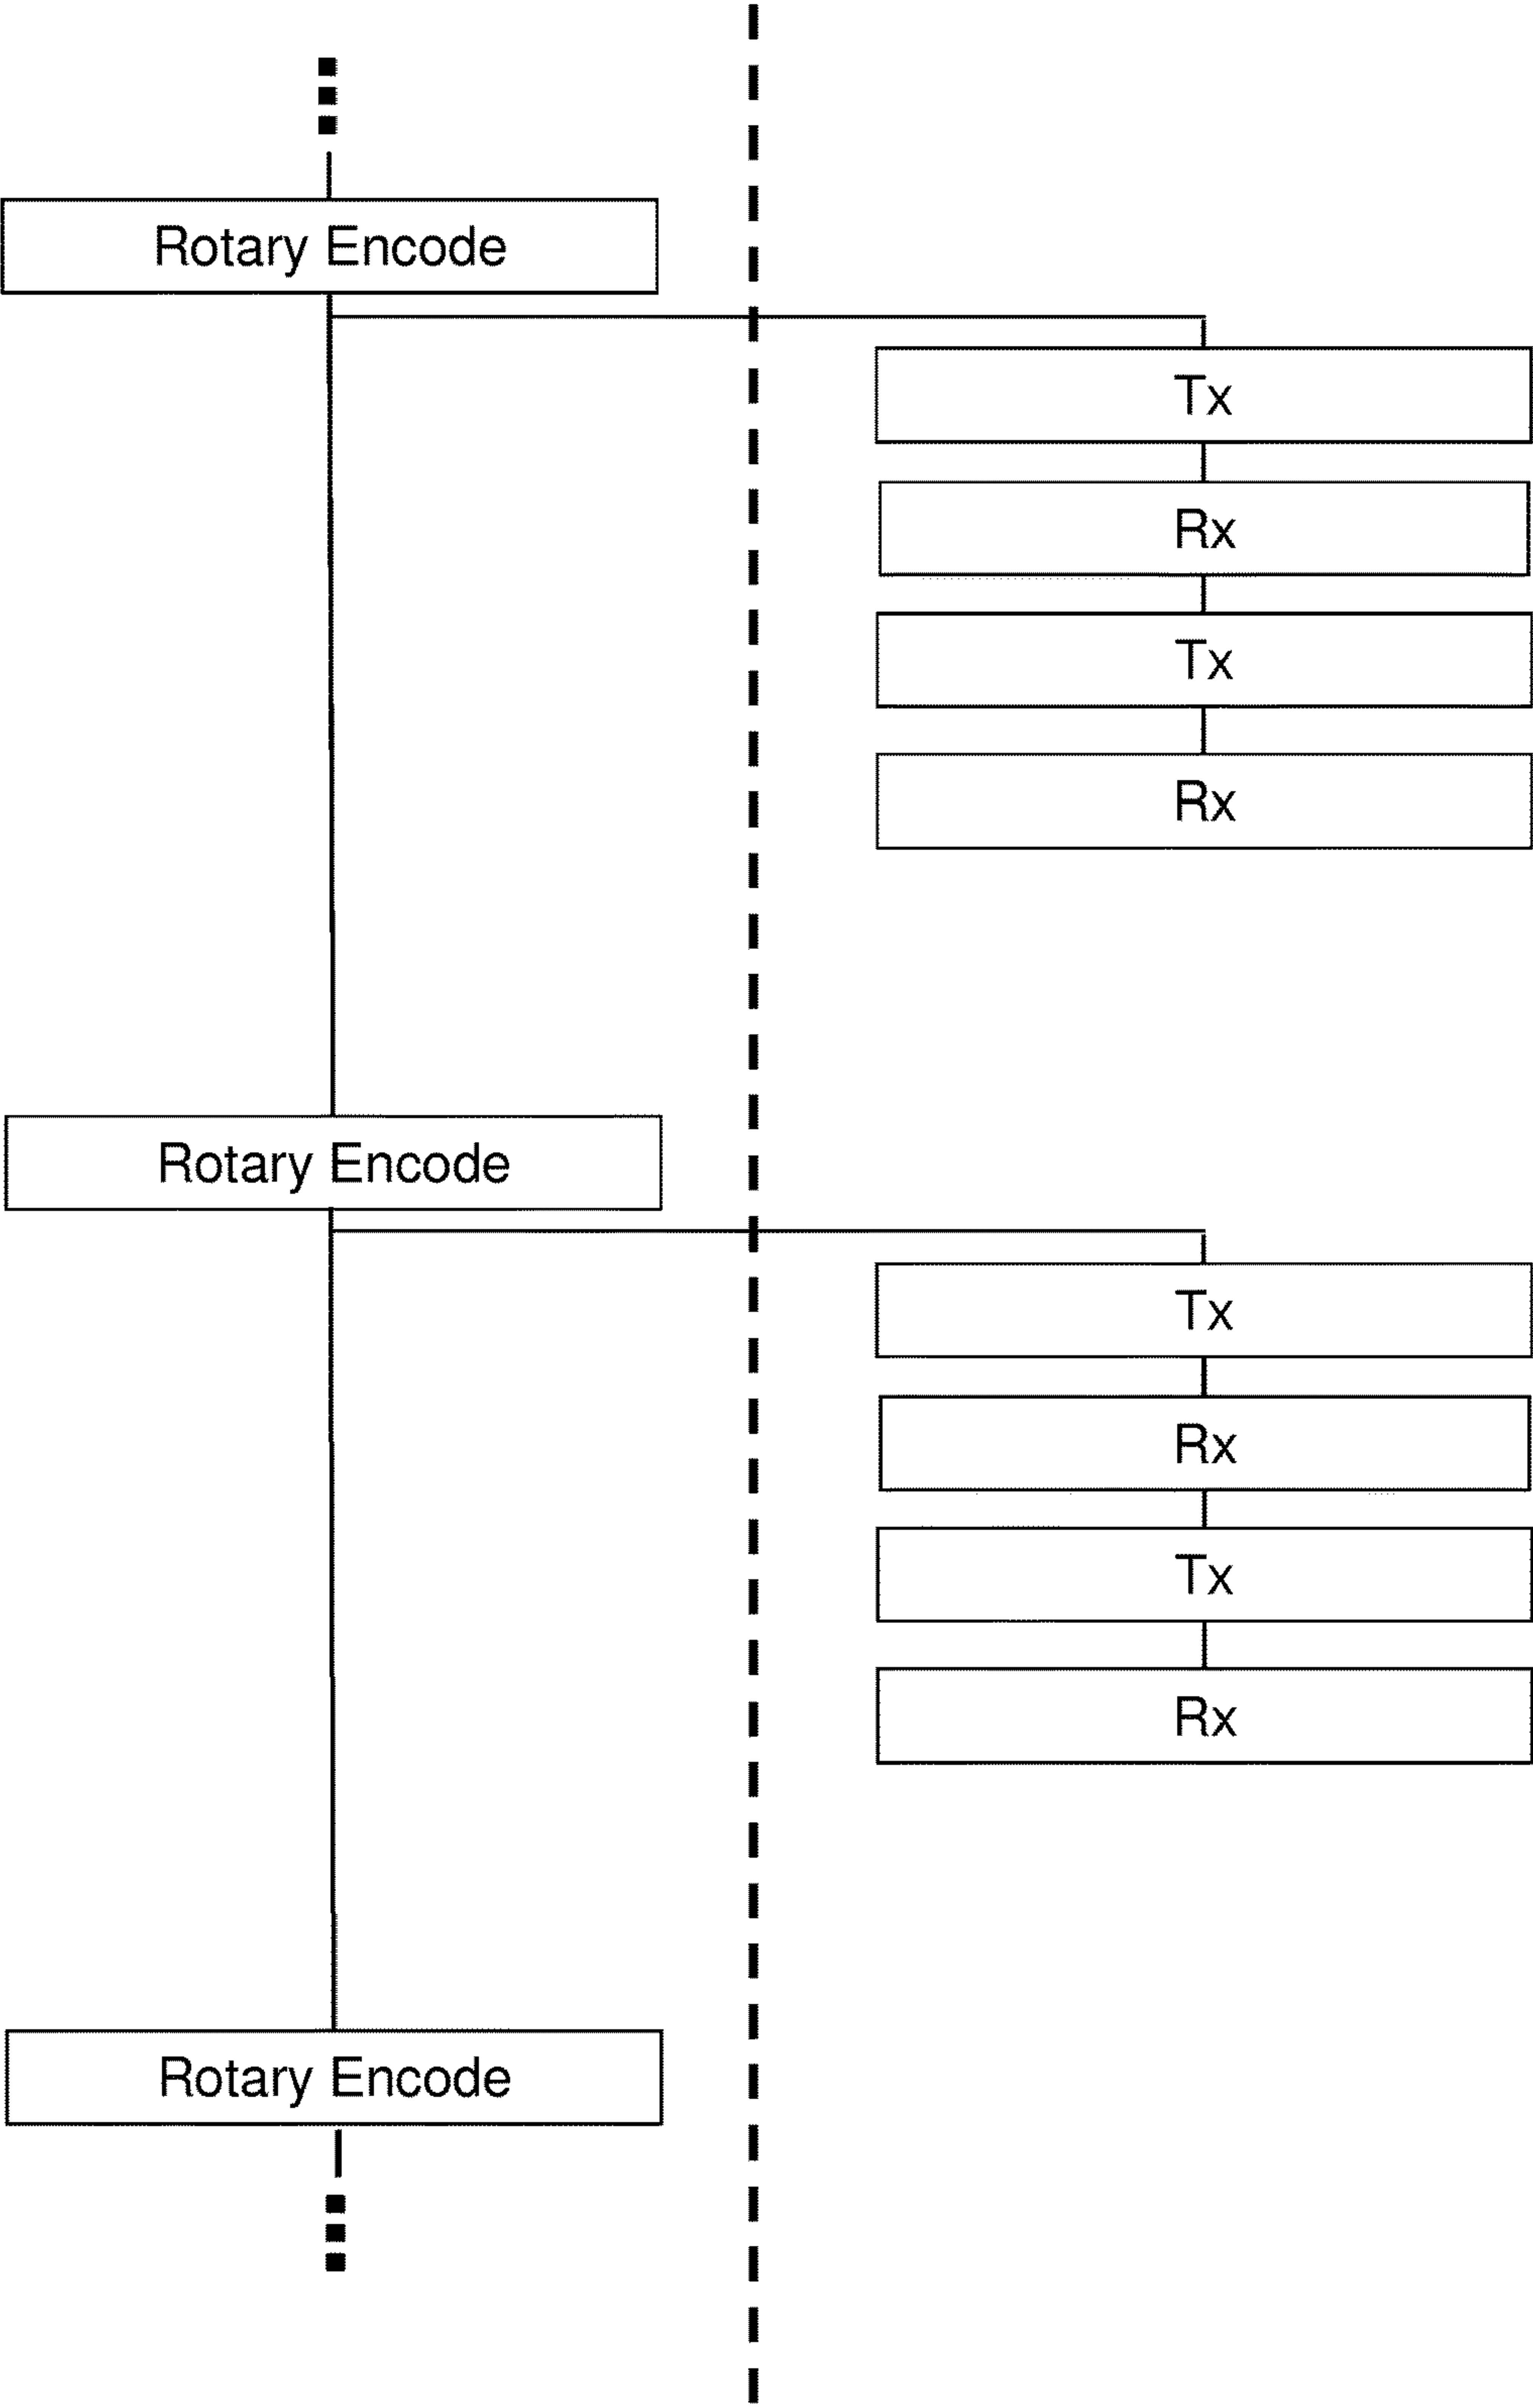 Rotary Encode
Tx
Rx
Tx
Rx
Rotary Encode
Tx
Rx
Tx
Rx
Rotary Encode